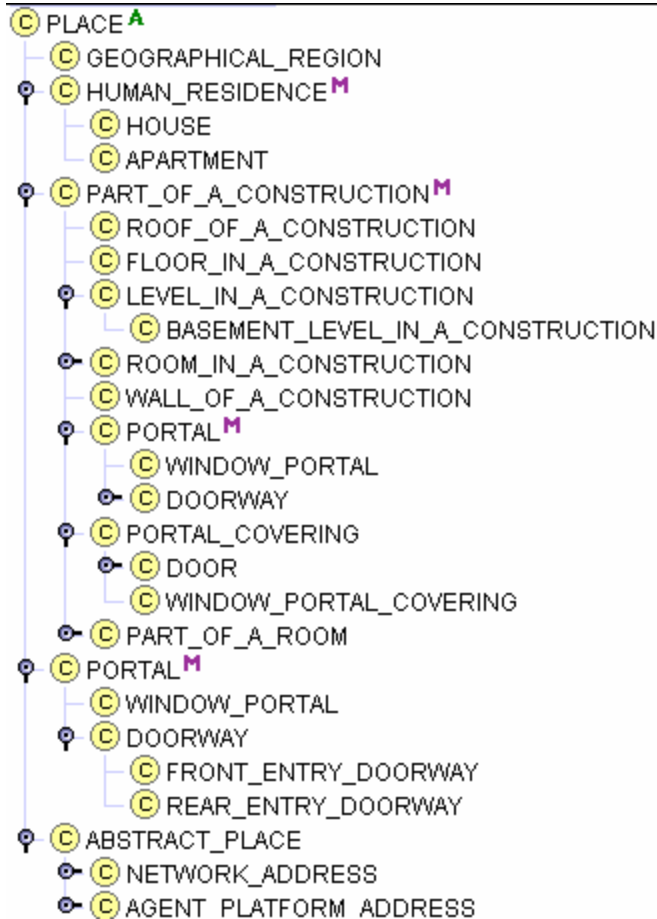 C PLACE A
C GEOGRAPHICAL_REGION
C HUMAN_RESIDENCE M
C HOUSE
C APARTMENT
C PART_OF_A_CONSTRUCTION M
C ROOF_OF_A_CONSTRUCTION
C FLOOR_IN_A_CONSTRUCTION
C LEVEL_IN_A_CONSTRUCTION
C BASEMENT_LEVEL_IN_A_CONSTRUCTION
C ROOM_IN_A_CONSTRUCTION
C WALL_OF_A_CONSTRUCTION
C PORTAL M
C WINDOW_PORTAL
C DOORWAY
C PORTAL_COVERING
C DOOR
C WINDOW_PORTAL_COVERING
C PART_OF_A_ROOM
C PORTAL M
C WINDOW_PORTAL
C DOORWAY
C FRONT_ENTRY_DOORWAY
C REAR_ENTRY_DOORWAY
C ABSTRACT_PLACE
C NETWORK_ADDRESS
C AGENT_PLATFORM_ADDRESS